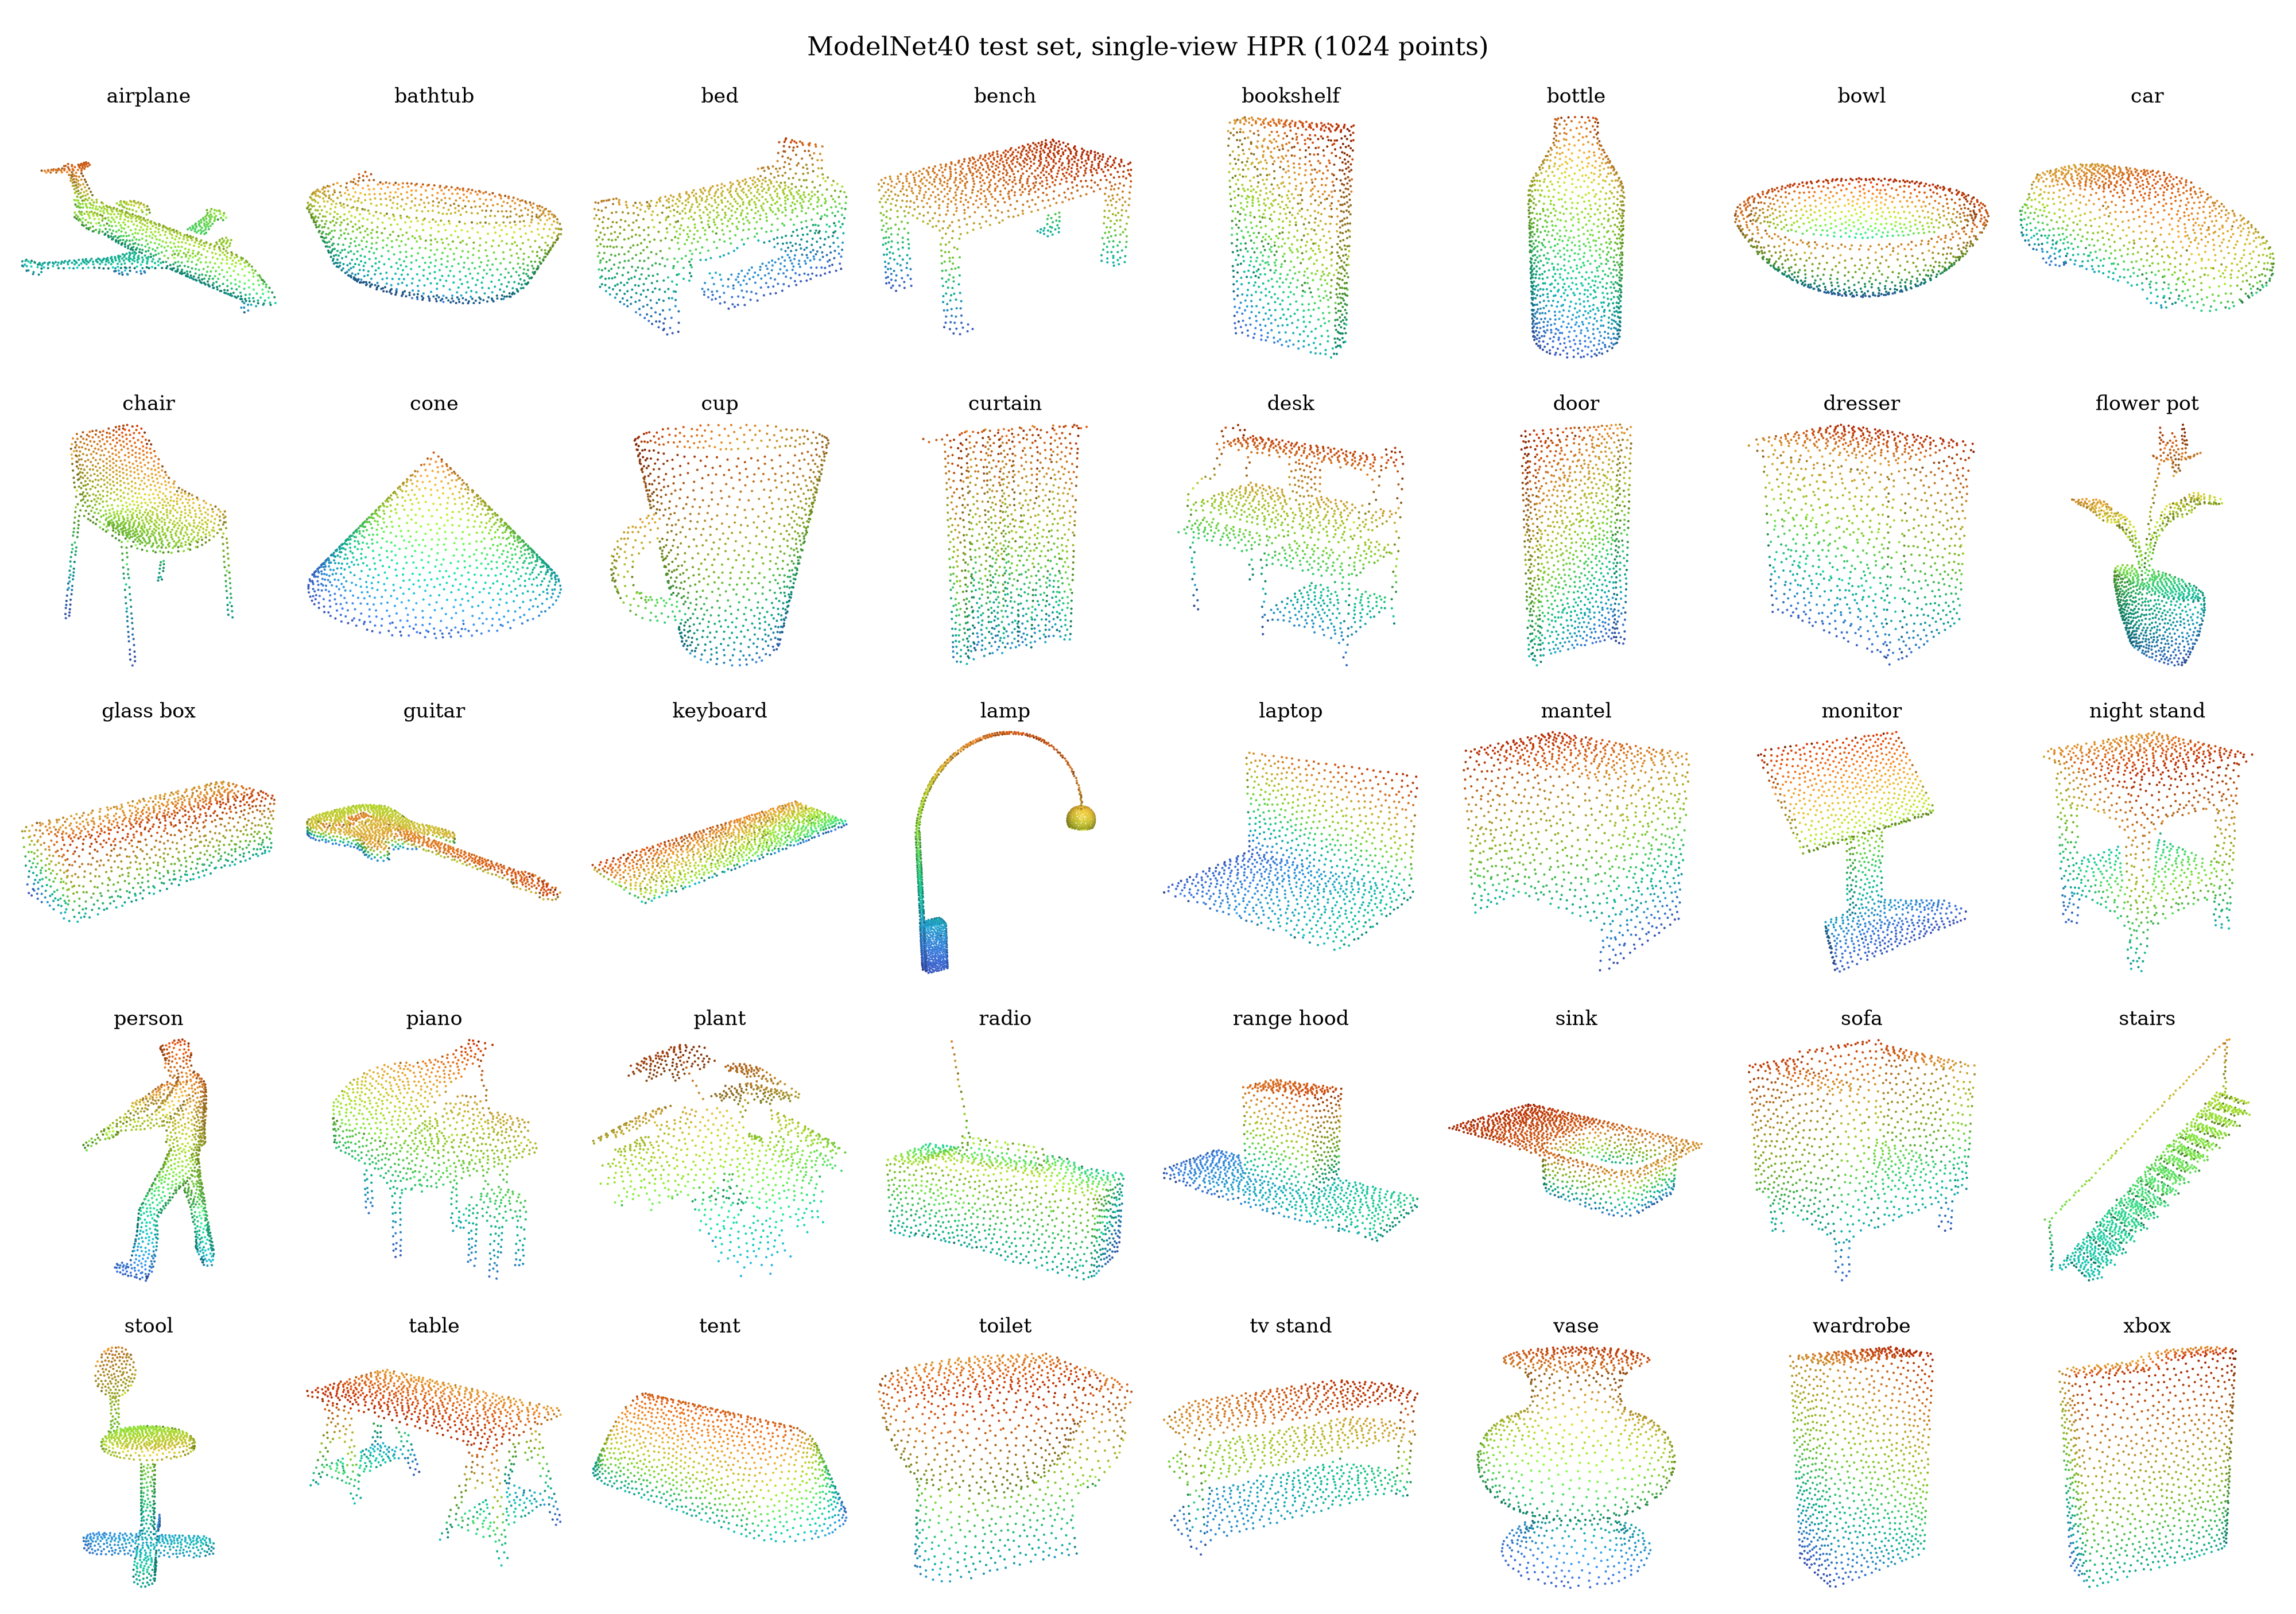 ModelNet40 test set, single-view HPR (1024 points)
airplane
bathtub
bed
bench
bookshelf
bottle
bowl
car
chair
cone
cup
curtain
desk
door
dresser
flower pot
glass box
guitar
keyboard
lamp
laptop
mantel
monitor
night stand
person
piano
plant
radio
range hood
sink
sofa
stairs
stool
table
tent
toilet
tv stand
vase
wardrobe
xbox